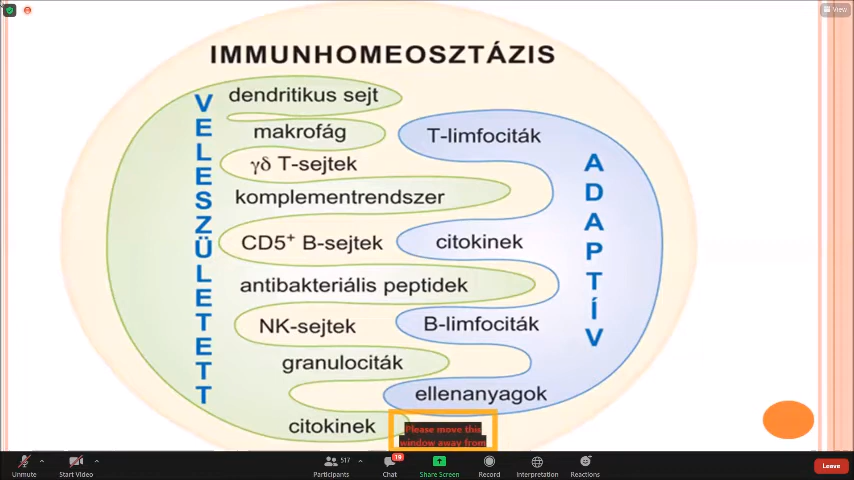 View
IMMUNHOMEOSZTÁZIS
VELESZÜLETETT
dendritikus sejt
makrofág
γδ T-sejtek
komplementrendszer
CD5+ B-sejtek
antibakteriális peptidek
NK-sejtek
granulociták
citokinek
T-limfociták
citokinek
B-limfociták
ellenanyagok
ADAPTÍV
Please move this
window away from
Unmute
Start Video
Participants
517
Chat
19
Share Screen
Record
Interpretation
Reactions
Leave